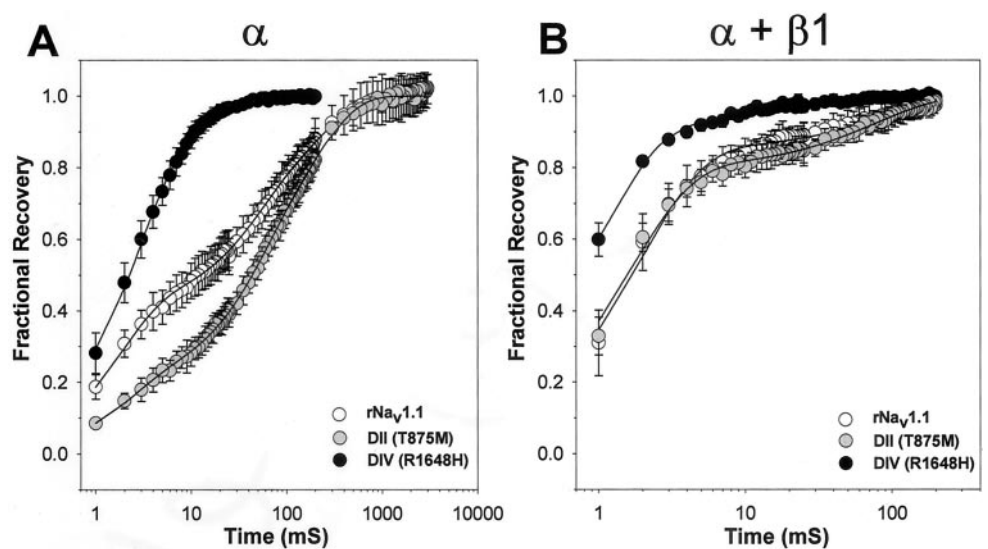 A
α
Fractional Recovery
1.0
0.8
0.6
0.4
0.2
0.0
rNaV1.1
DII (T875M)
DIV (R1648H)
1 10 100 1000 10000
Time (mS)
B
α + β1
Fractional Recovery
1.0
0.8
0.6
0.4
0.2
0.0
rNaV1.1
DII (T875M)
DIV (R1648H)
1 10 100
Time (mS)